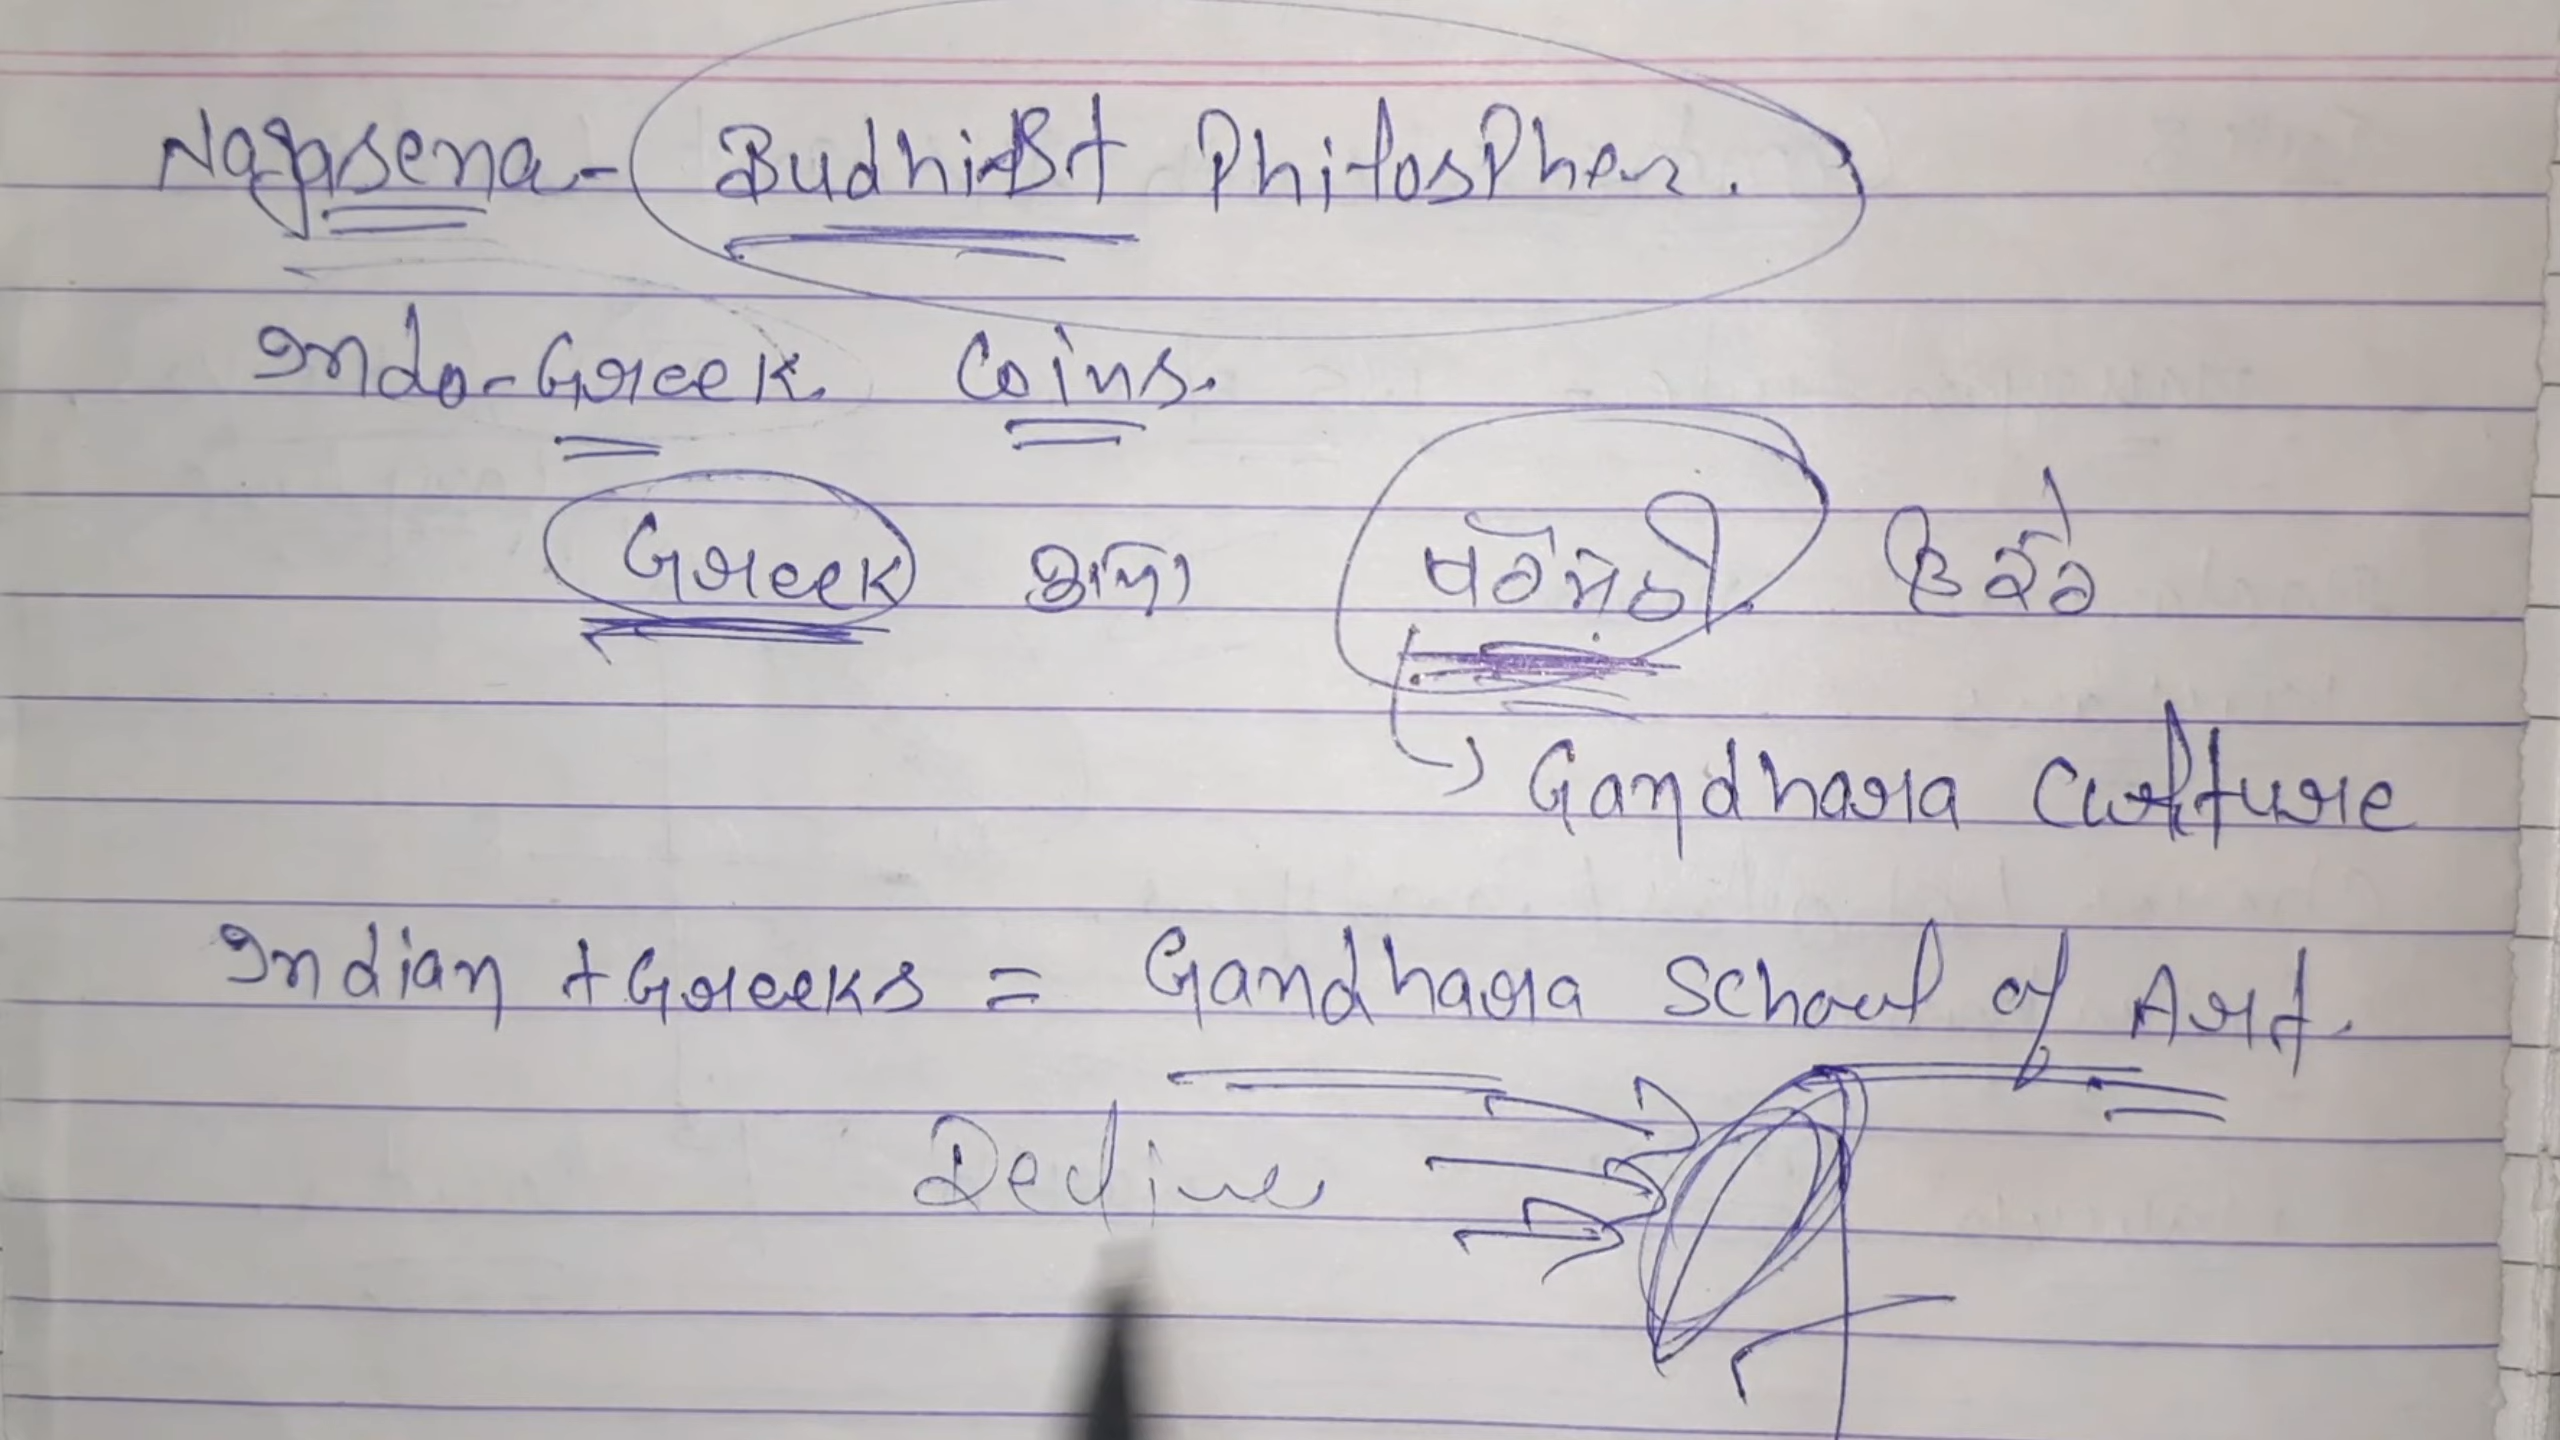 Nagasena - Budhist Philospher.
Indo-Greek Coins.
Greek
Gandhara Culture
Indian + Greeks = Gandhara School of Art.
Decline